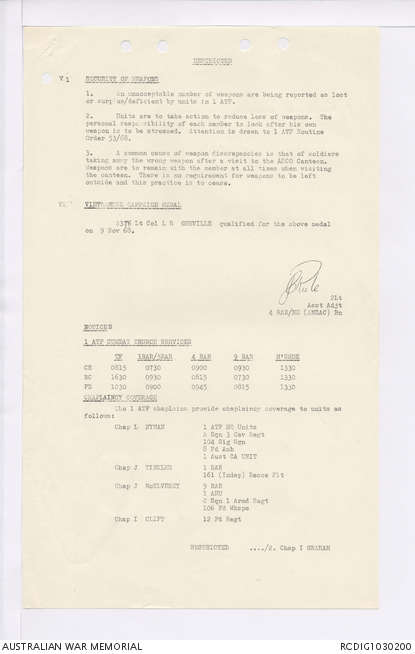 RESTRICTED
V.1 SECURITY OF WEAPONS
1. An unacceptable number of weapons are being reported as lost
or surplus/deficient by units in 1 ATF.
2. Units are to take action to reduce loss of weapons. The
personal responsibility of each member to look after his own
weapon is to be stressed. Attention is drawn to 1 ATF Routine
Order 53/68.
3. A common cause of weapon discrepancies is that of soldiers
taking away the wrong weapon after a visit to the ADCO Canteen.
Weapons are to remain with the member at all times when visiting
the canteen. There is no requirement for weapons to be left
outside and this practice is to cease.
VIETNAMESE CAMPAIGN MEDAL
Lt Col L R GREVILLE qualified for the above medal
on 9 Nov 68.
2Lt
Asst Adjt
4 RAR/NZ (ANZAC) Bn
NOTICES
1 ATF SUNDAY CHURCH SERVICES
TF 1RAR/3RAR 4 RAR 9 RAR H'SHOE
CE 0815 0730 0900 0930 1330
RC 1630 0930 0815 0730 1330
PD 1030 0900 0945 0815 1330
CHAPLAINCY COVERAGE
The 1 ATF chaplains provide chaplaincy coverage to units as
follows:
Chap L NYMAN 1 ATF HQ Units
A Sqn 3 Cav Regt
104 Sig Sqn
8 Fd Amb
1 Aust CA UNIT
Chap J TINKLER 1 RAR
161 (Indep) Recce Flt
Chap J McELVENEY 9 RAR
1 ARU
2 Sqn 1 Armd Regt
106 Fd Wksps
Chap I CLIFT 12 Fd Regt
RESTRICTED ..../2. Chap I GRAHAM
AUSTRALIAN WAR MEMORIAL
RCDIG1030200